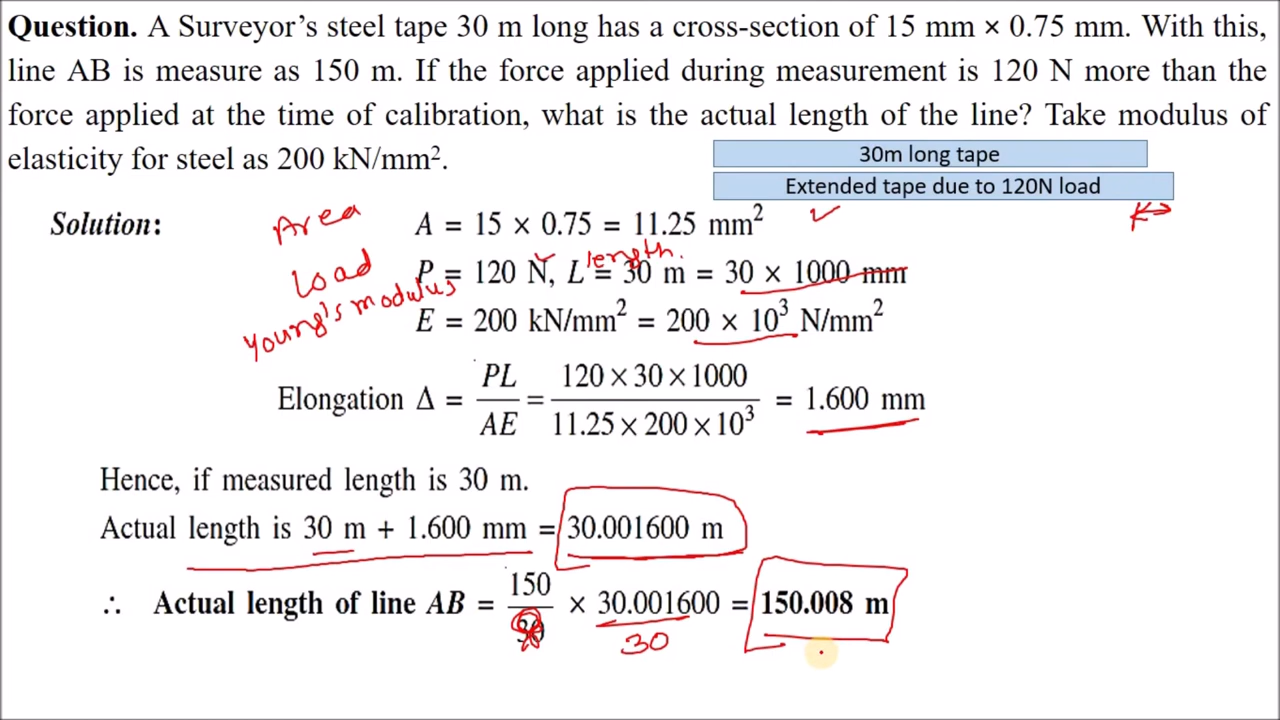 Question. A Surveyor’s steel tape 30 m long has a cross-section of 15 mm × 0.75 mm. With this,
line AB is measure as 150 m. If the force applied during measurement is 120 N more than the
force applied at the time of calibration, what is the actual length of the line? Take modulus of
elasticity for steel as 200 kN/mm².
30m long tape
Extended tape due to 120N load
Solution:
Area
A = 15 × 0.75 = 11.25 mm²
length.
Load
P = 120 N, L = 30 m = 30 × 1000 mm
Young's modulus
E = 200 kN/mm² = 200 × 10³ N/mm²
Elongation Δ = PL/AE = 120 × 30 × 1000 / 11.25 × 200 × 10³ = 1.600 mm
Hence, if measured length is 30 m.
Actual length is 30 m + 1.600 mm = 30.001600 m
∴ Actual length of line AB = 150/30 × 30.001600 = 150.008 m
30